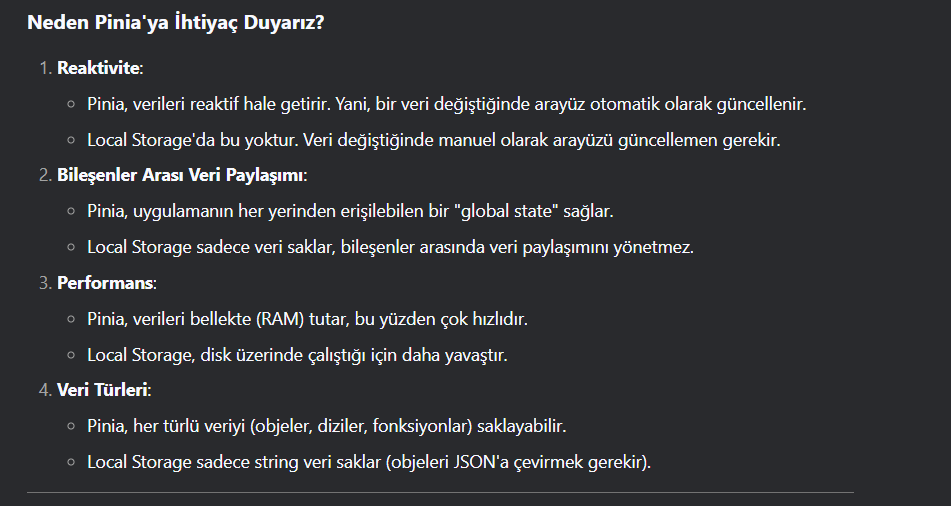 Neden Pinia'ya İhtiyaç Duyarız?
1. Reaktivite:
○ Pinia, verileri reaktif hale getirir. Yani, bir veri değiştiğinde arayüz otomatik olarak güncellenir.
○ Local Storage'da bu yoktur. Veri değiştiğinde manuel olarak arayüzü güncellemen gerekir.
2. Bileşenler Arası Veri Paylaşımı:
○ Pinia, uygulamanın her yerinden erişilebilen bir "global state" sağlar.
○ Local Storage sadece veri saklar, bileşenler arasında veri paylaşımını yönetmez.
3. Performans:
○ Pinia, verileri bellekte (RAM) tutar, bu yüzden çok hızlıdır.
○ Local Storage, disk üzerinde çalıştığı için daha yavaştır.
4. Veri Türleri:
○ Pinia, her türlü veriyi (objeler, diziler, fonksiyonlar) saklayabilir.
○ Local Storage sadece string veri saklar (objeleri JSON'a çevirmek gerekir).